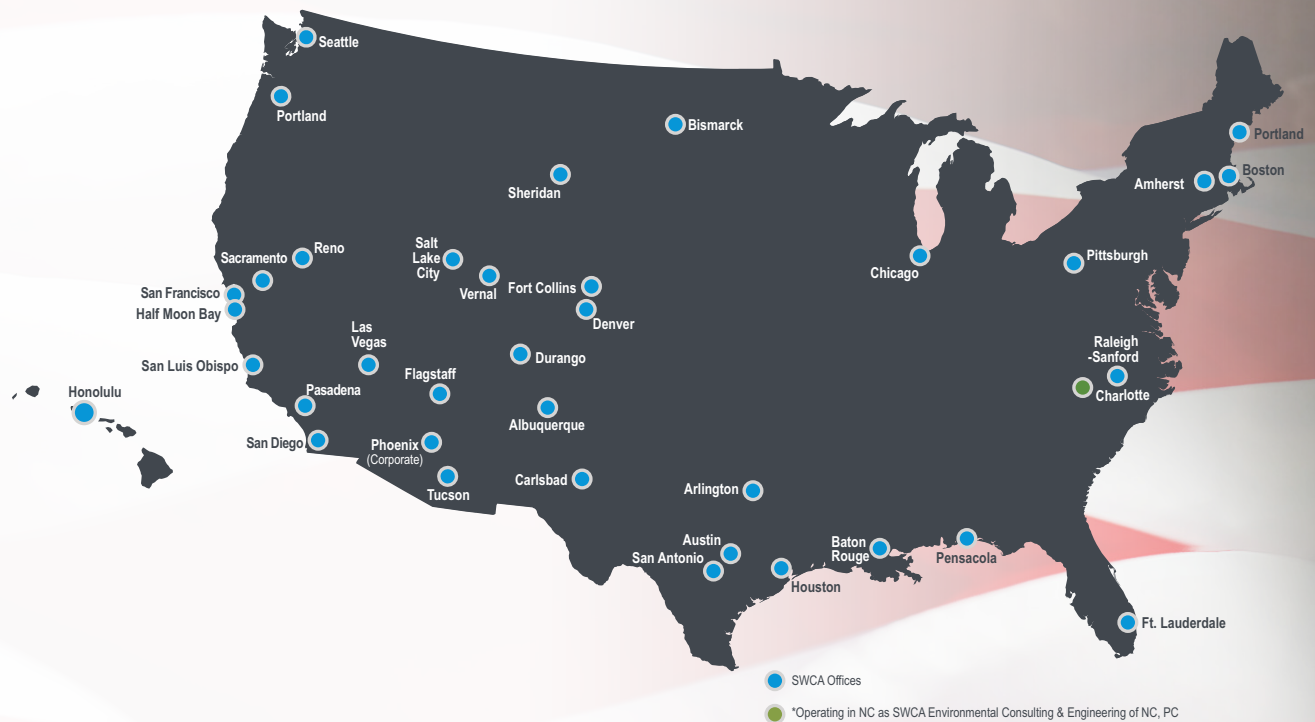 Seattle
Portland
Bismarck
Portland
Boston
Amherst
Sheridan
Reno
Sacramento
Salt
Lake
City
Vernal
Fort Collins
Denver
Chicago
Pittsburgh
San Francisco
Half Moon Bay
Las
Vegas
Durango
Raleigh
-Sanford
Charlotte
San Luis Obispo
Flagstaff
Pasadena
Honolulu
Albuquerque
San Diego
Phoenix
(Corporate)
Tucson
Carlsbad
Arlington
Austin
San Antonio
Houston
Baton
Rouge
Pensacola
Ft. Lauderdale
SWCA Offices
*Operating in NC as SWCA Environmental Consulting & Engineering of NC, PC